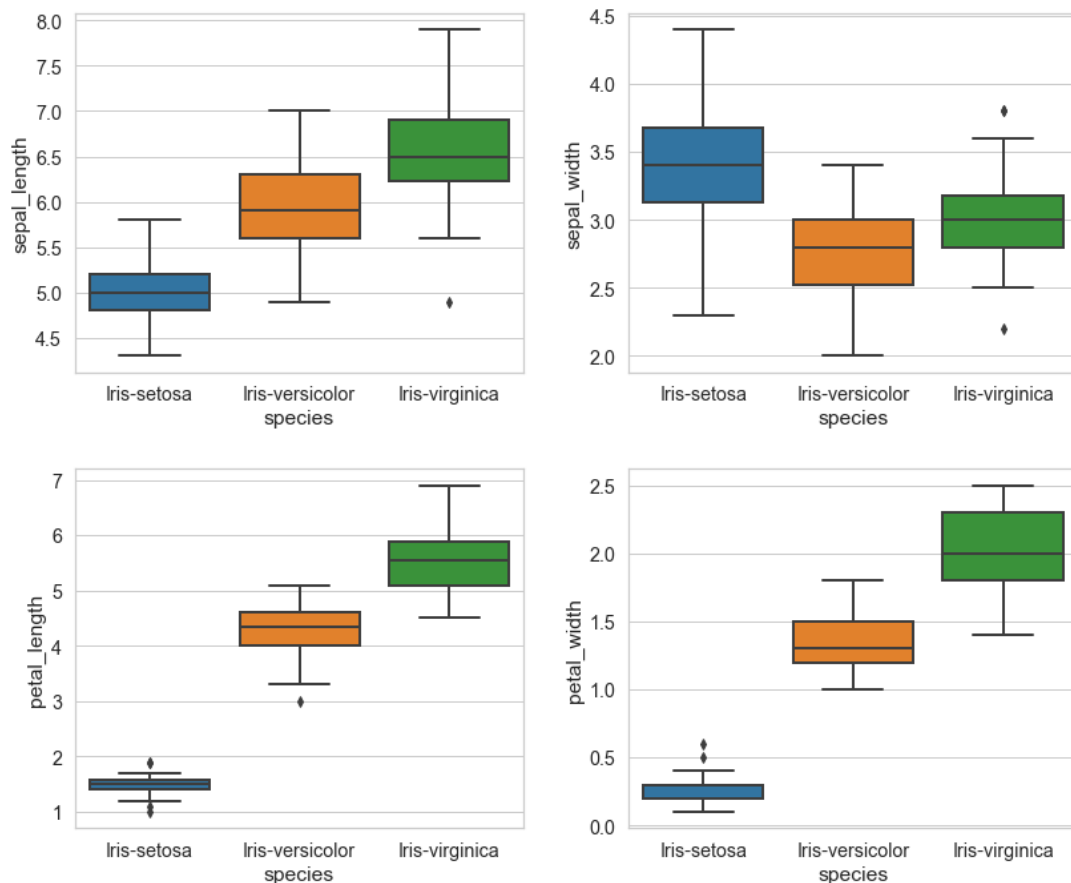 sepal_length
8.0
7.5
7.0
6.5
6.0
5.5
5.0
4.5
Iris-setosa Iris-versicolor Iris-virginica
species
sepal_width
4.5
4.0
3.5
3.0
2.5
2.0
Iris-setosa Iris-versicolor Iris-virginica
species
petal_length
7
6
5
4
3
2
1
Iris-setosa Iris-versicolor Iris-virginica
species
petal_width
2.5
2.0
1.5
1.0
0.5
0.0
Iris-setosa Iris-versicolor Iris-virginica
species